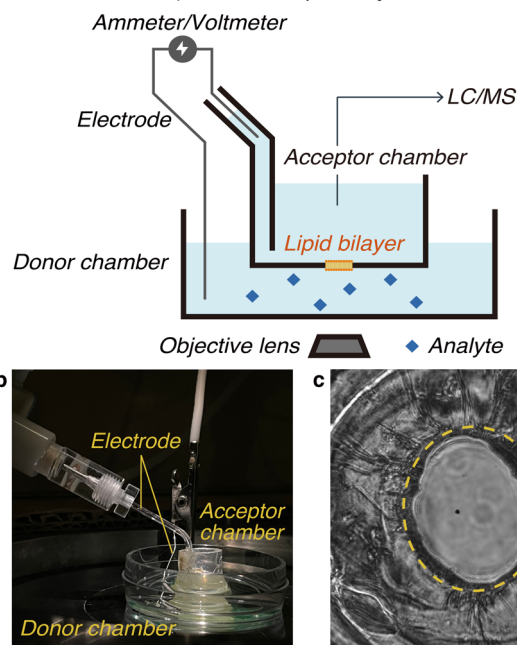 Ammeter/Voltmeter
Electrode
LC/MS
Acceptor chamber
Lipid bilayer
Donor chamber
Objective lens
Analyte
b
c
Electrode
Acceptor
chamber
Donor chamber